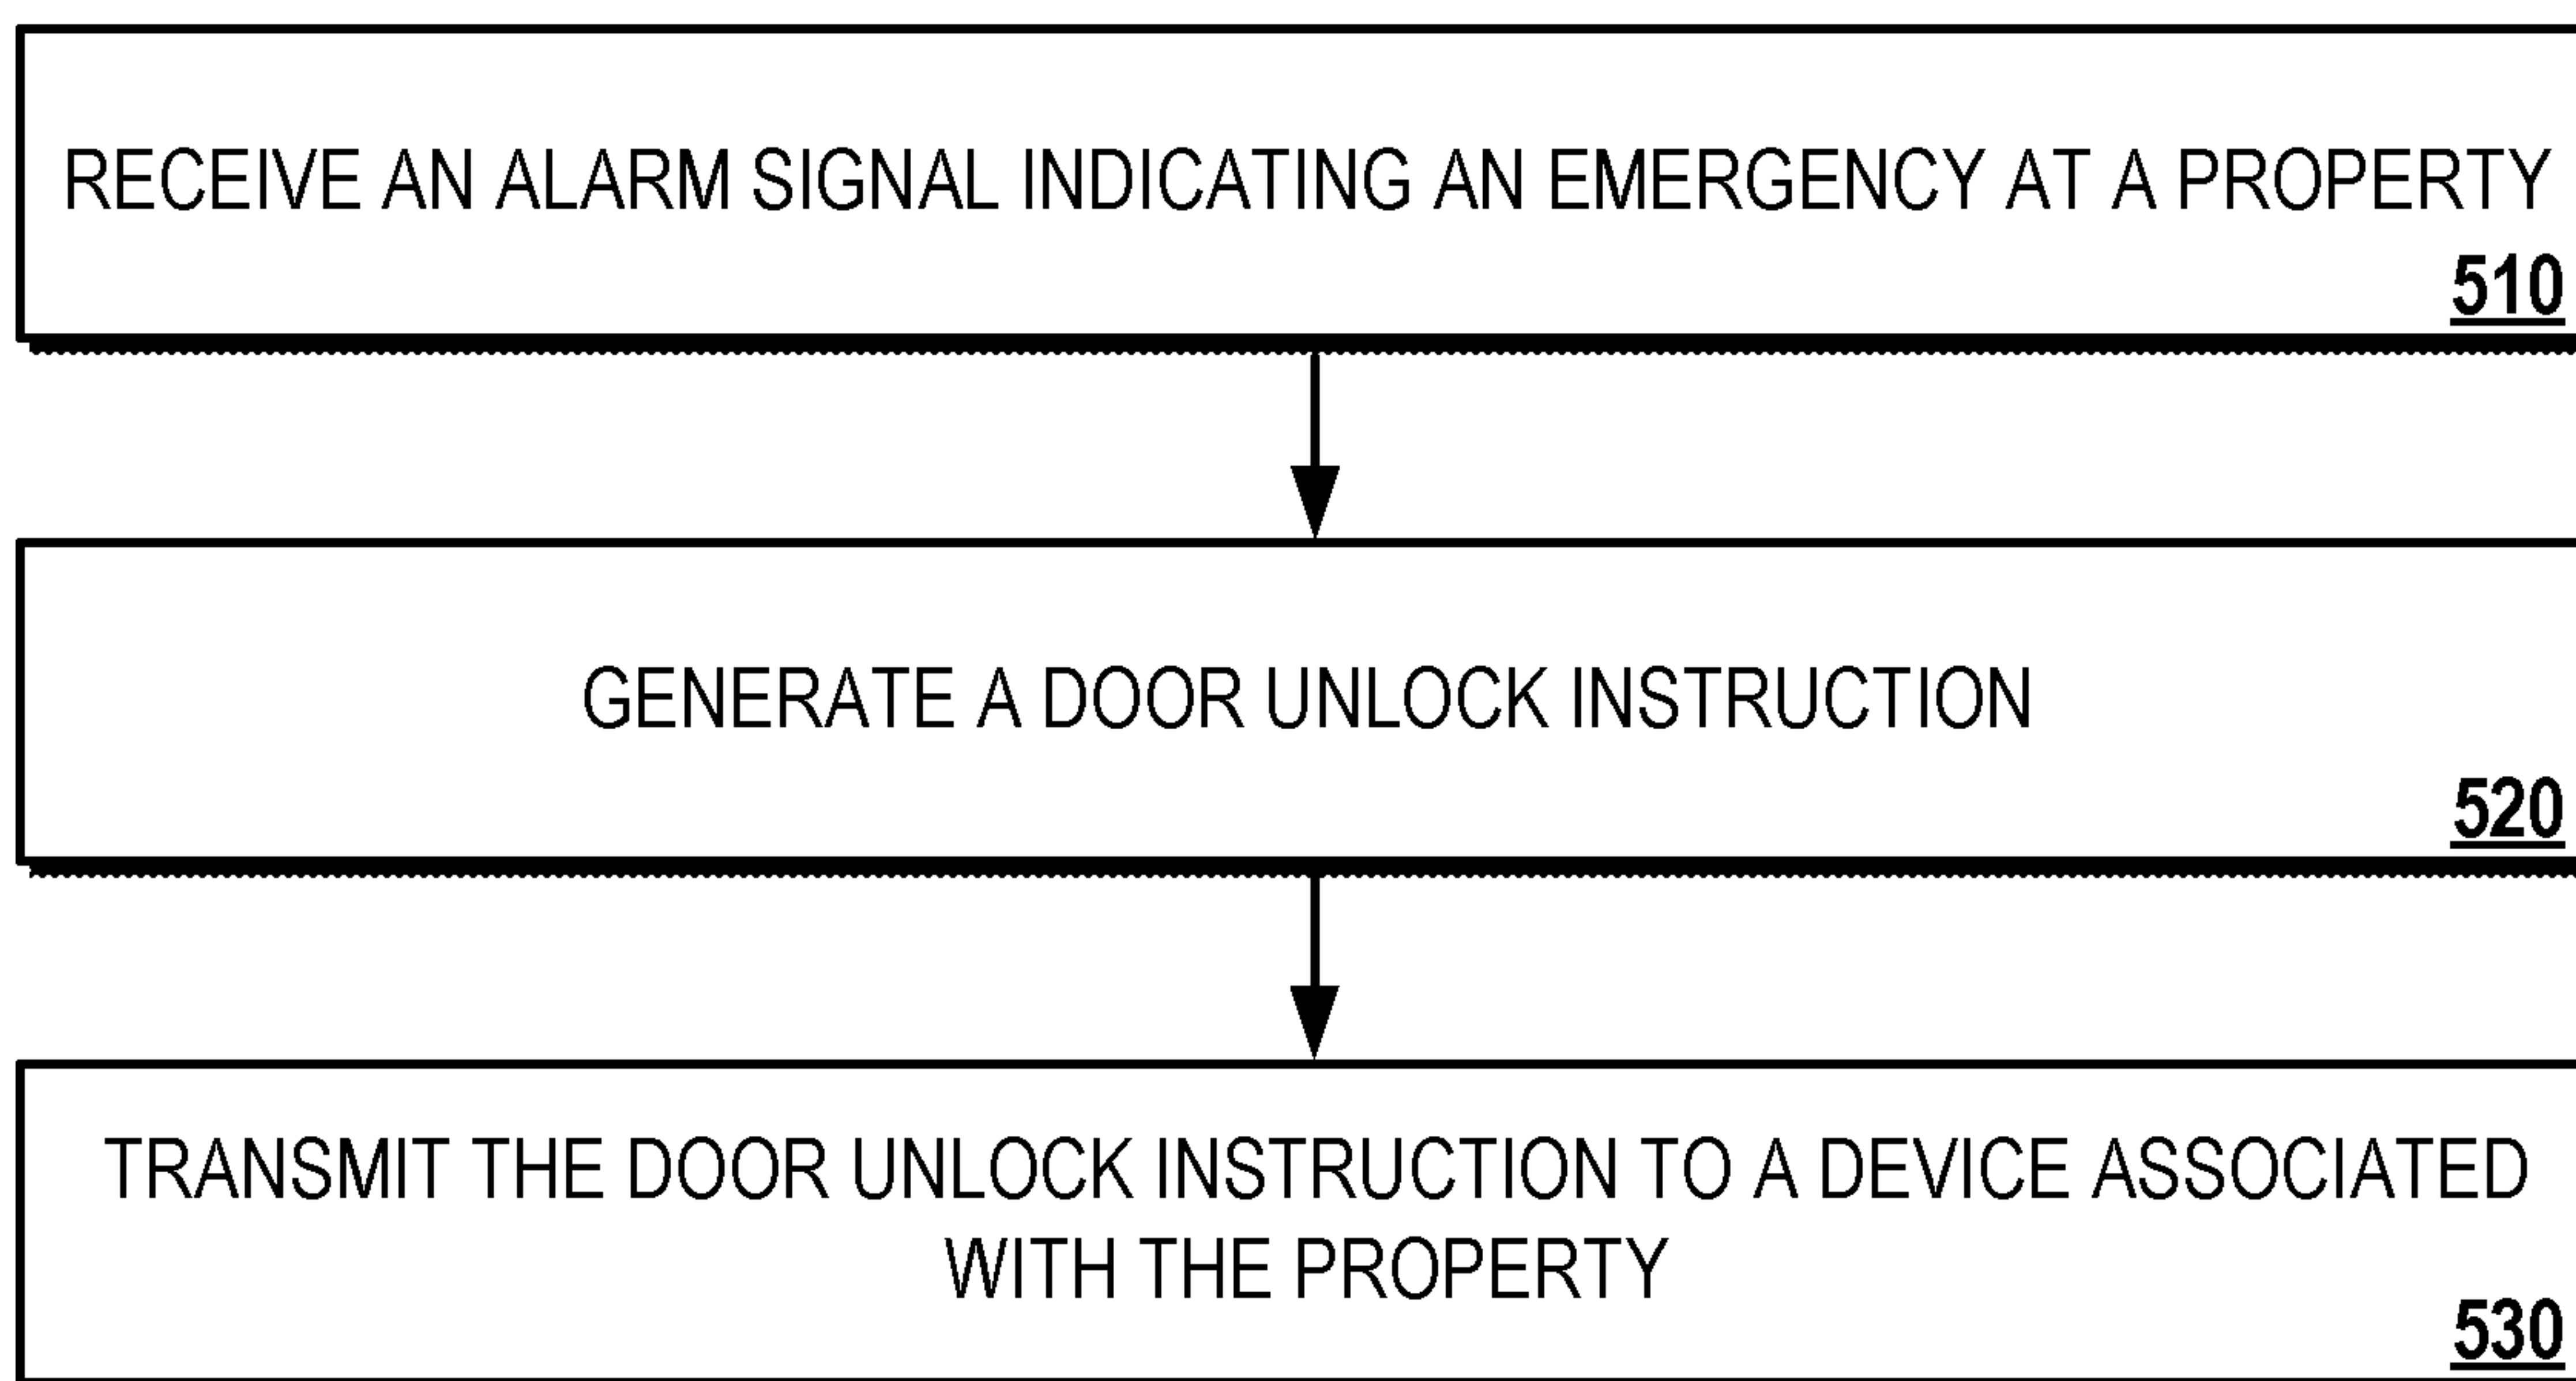 RECEIVE AN ALARM SIGNAL INDICATING AN EMERGENCY AT A PROPERTY
510
GENERATE A DOOR UNLOCK INSTRUCTION
520
TRANSMIT THE DOOR UNLOCK INSTRUCTION TO A DEVICE ASSOCIATED
WITH THE PROPERTY
530